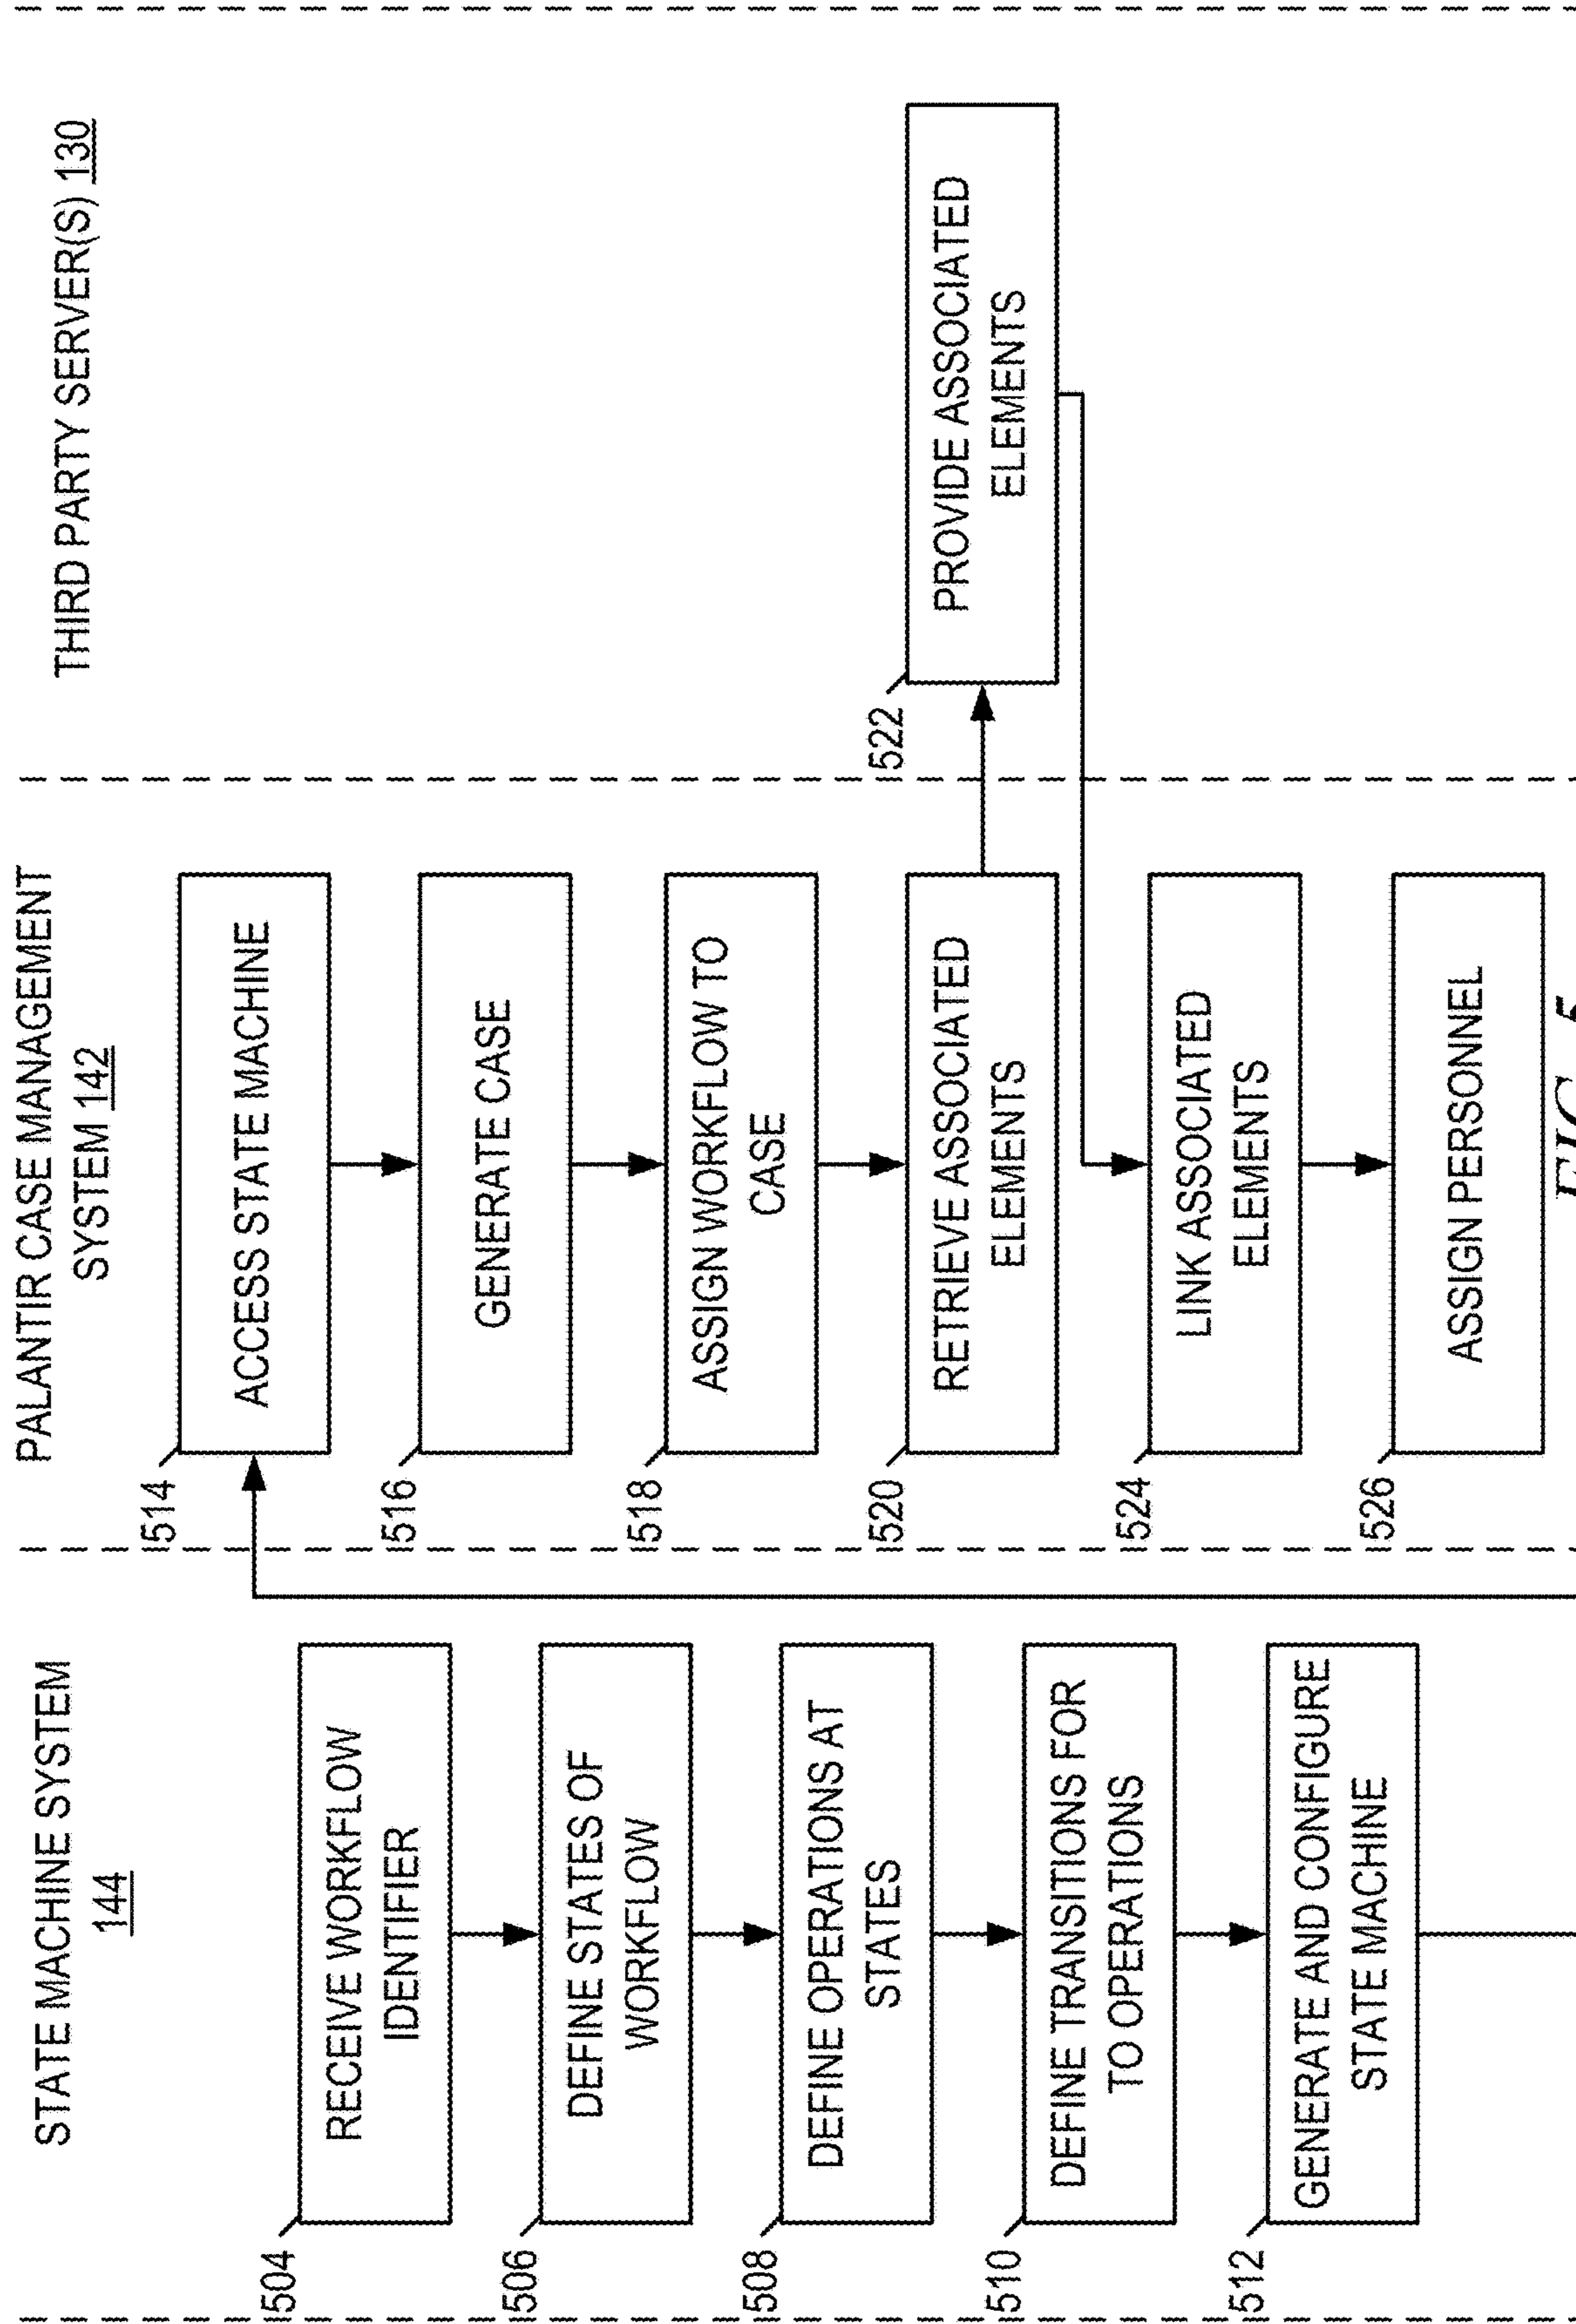 STATE MACHINE SYSTEM
144
504
RECEIVE WORKFLOW
IDENTIFIER
506
DEFINE STATES OF
WORKFLOW
508
DEFINE OPERATIONS AT
STATES
510
DEFINE TRANSITIONS FOR
TO OPERATIONS
512
GENERATE AND CONFIGURE
STATE MACHINE
PALANTIR CASE MANAGEMENT
SYSTEM 142
514
ACCESS STATE MACHINE
516
GENERATE CASE
518
ASSIGN WORKFLOW TO
CASE
520
RETRIEVE ASSOCIATED
ELEMENTS
524
LINK ASSOCIATED
ELEMENTS
526
ASSIGN PERSONNEL
THIRD PARTY SERVER(S) 130
522
PROVIDE ASSOCIATED
ELEMENTS